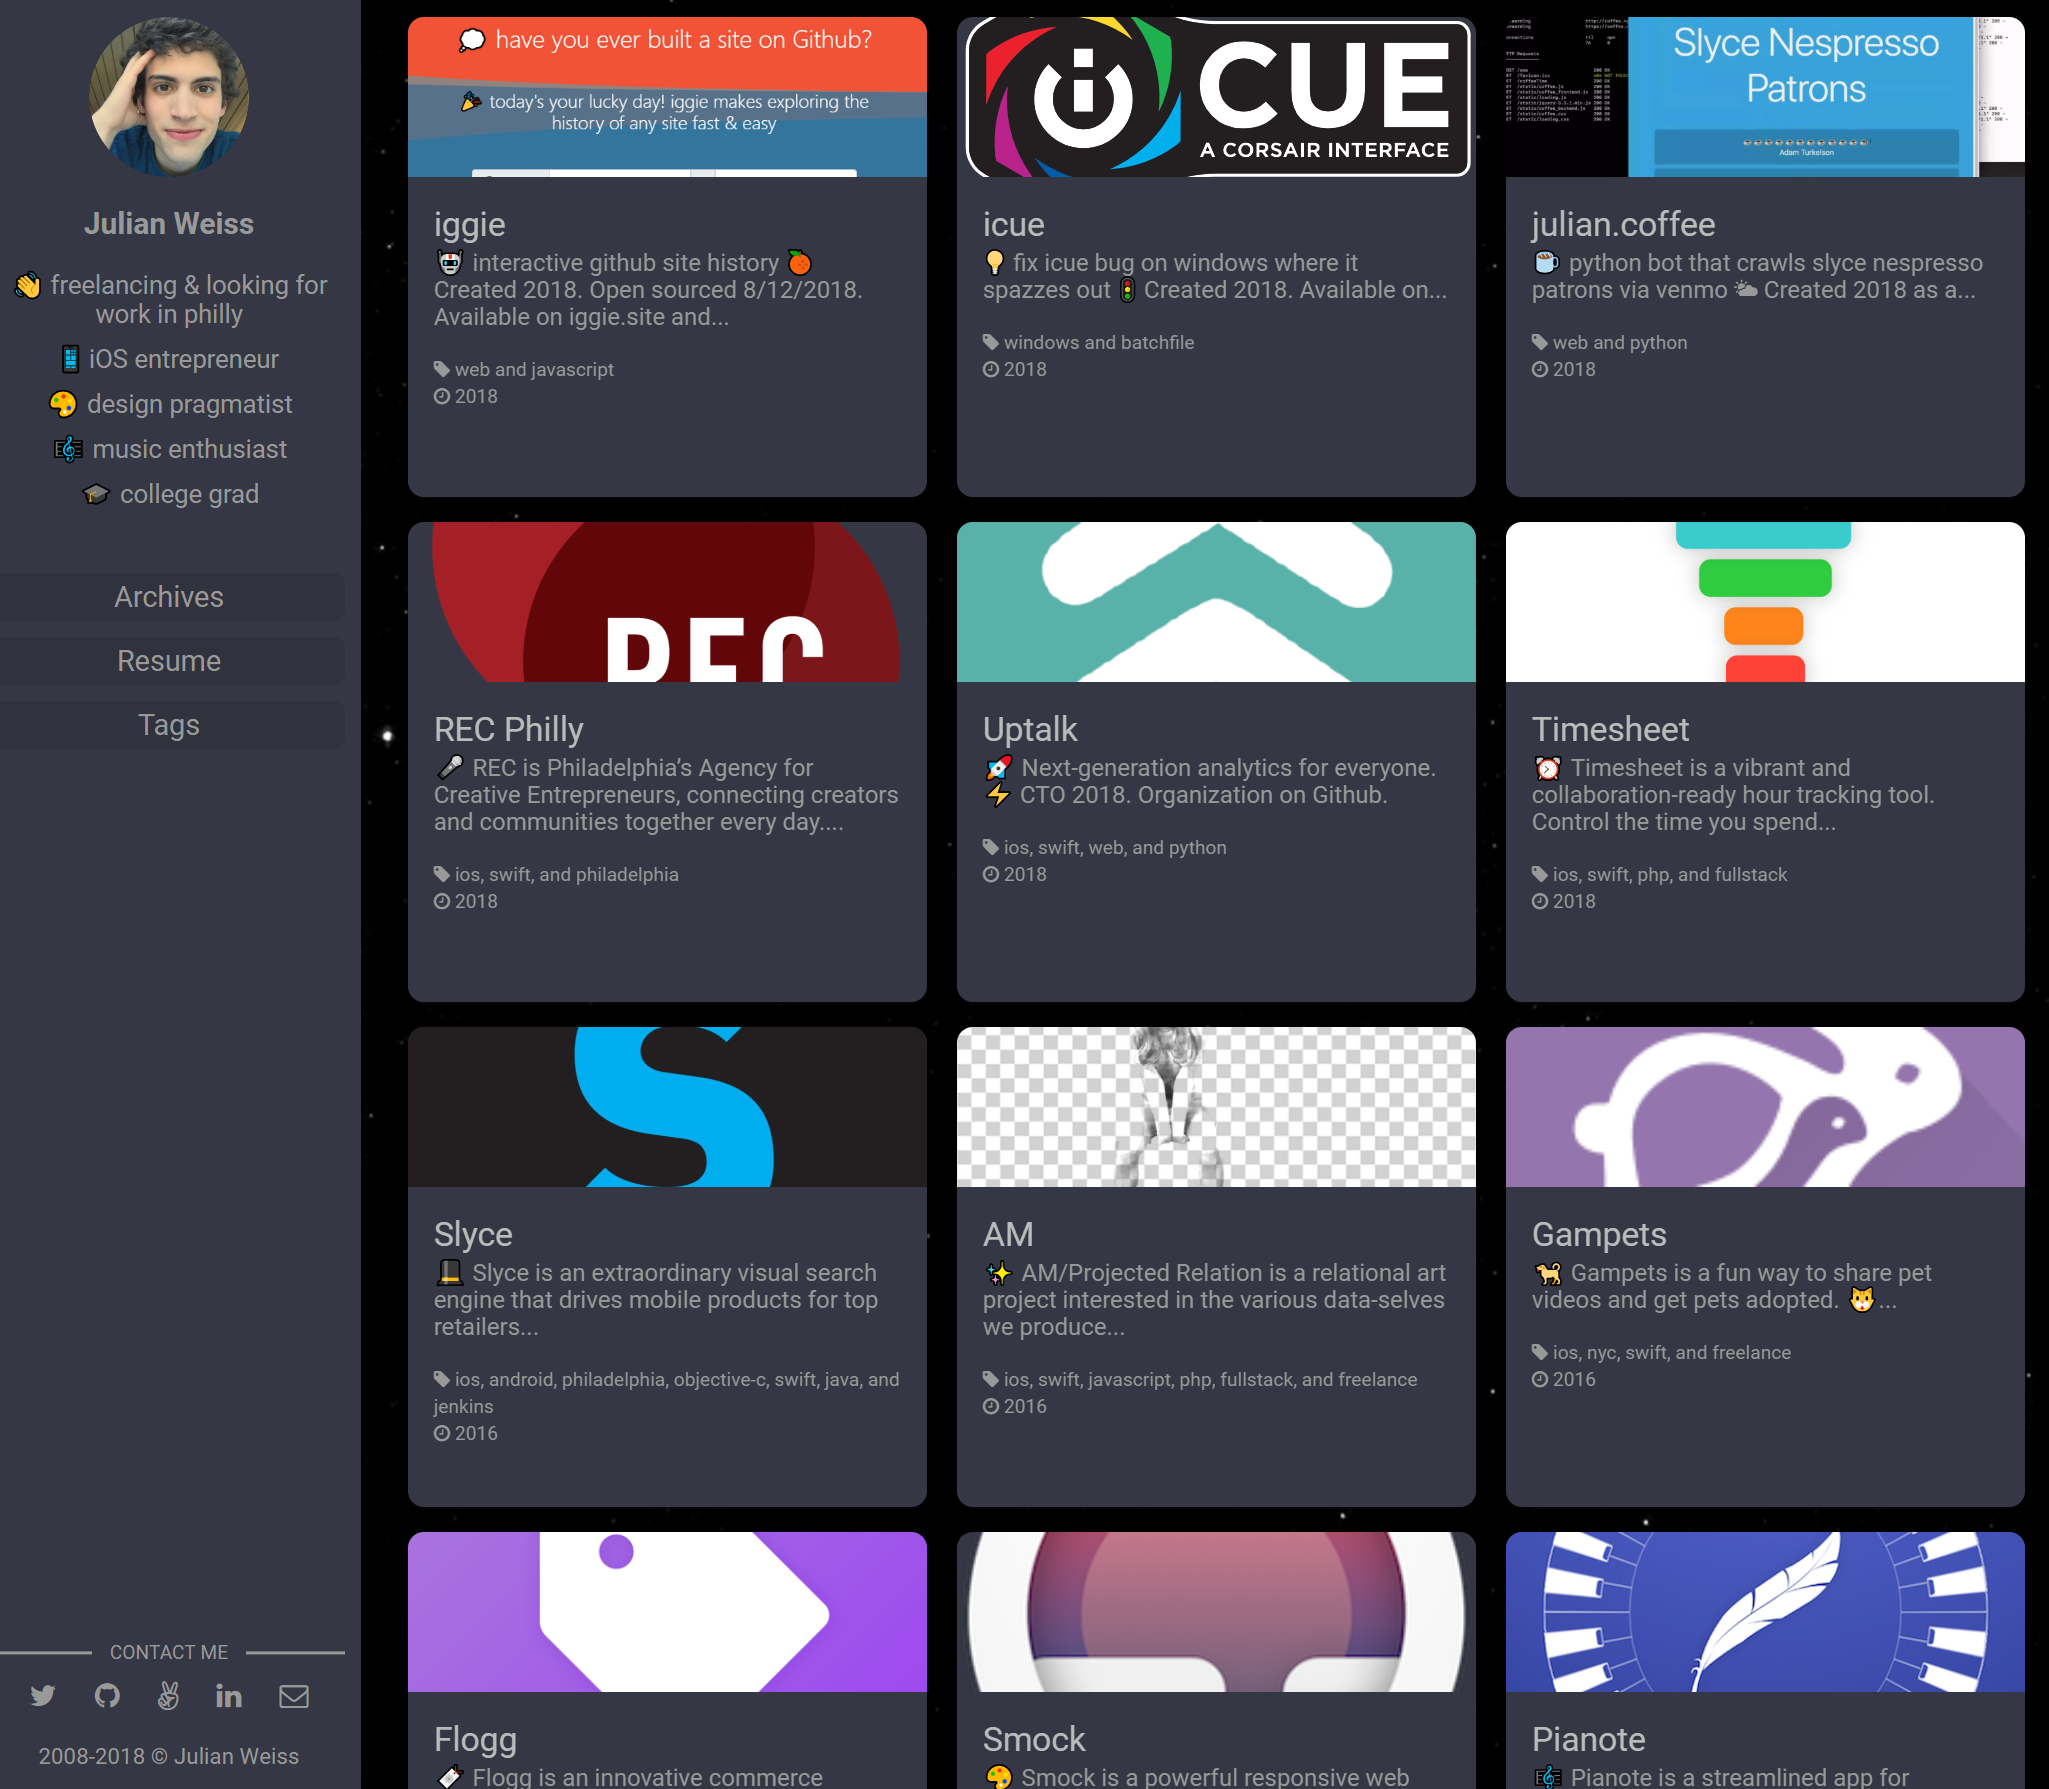 Julian Weiss
freelancing & looking for
work in philly
iOS entrepreneur
design pragmatist
music enthusiast
college grad
Archives
Resume
Tags
CONTACT ME
2008-2018 © Julian Weiss
have you ever built a site on Github?
today's your lucky day! iggie makes exploring the
history of any site fast & easy
iggie
interactive github site history
Created 2018. Open sourced 8/12/2018.
Available on iggie.site and...
web and javascript
2018
iCUE
A CORSAIR INTERFACE
icue
fix icue bug on windows where it
spazzes out Created 2018. Available on...
windows and batchfile
2018
Slyce Nespresso
Patrons
Adam Turkelson
julian.coffee
python bot that crawls slyce nespresso
patrons via venmo Created 2018 as a...
web and python
2018
REC
REC Philly
REC is Philadelphia’s Agency for
Creative Entrepreneurs, connecting creators
and communities together every day....
ios, swift, and philadelphia
2018
Uptalk
Next-generation analytics for everyone.
CTO 2018. Organization on Github.
ios, swift, web, and python
2018
Timesheet
Timesheet is a vibrant and
collaboration-ready hour tracking tool.
Control the time you spend...
ios, swift, php, and fullstack
2018
S
Slyce
Slyce is an extraordinary visual search
engine that drives mobile products for top
retailers...
ios, android, philadelphia, objective-c, swift, java, and
jenkins
2016
AM
AM/Projected Relation is a relational art
project interested in the various data-selves
we produce...
ios, swift, javascript, php, fullstack, and freelance
2016
Gampets
Gampets is a fun way to share pet
videos and get pets adopted. ...
ios, nyc, swift, and freelance
2016
Flogg
Flogg is an innovative commerce
Smock
Smock is a powerful responsive web
Pianote
Pianote is a streamlined app for